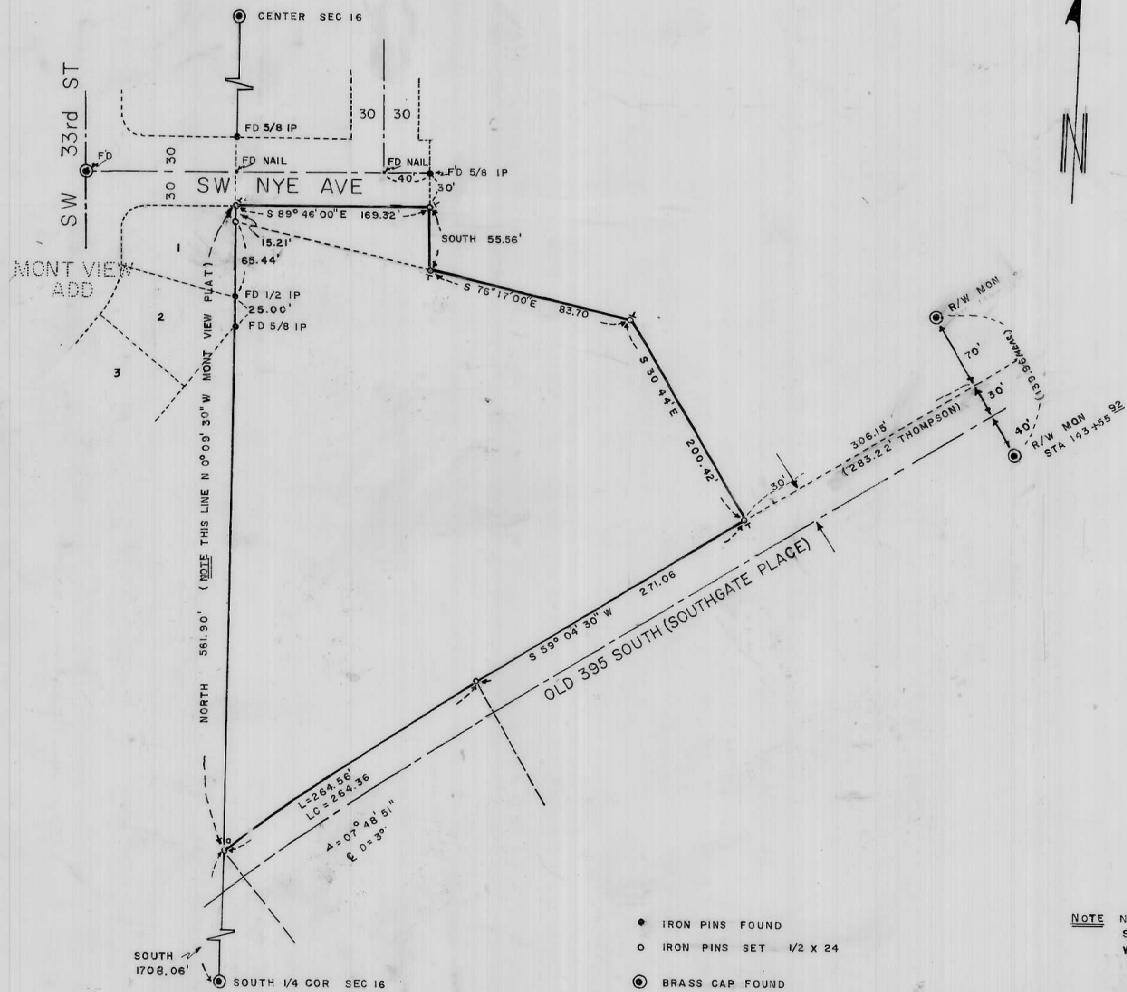 CENTER SEC 16
SW 33rd ST
30 30
FD 5/8 IP
FD
30
30
FD NAIL
FD NAIL
FD 5/8 IP
40'
30'
SW NYE AVE
S 89° 46' 00" E 169.32'
15.21'
65.44'
SOUTH 55.56'
1
MONT VIEW
ADD
2
3
FD 1/2 IP
25.00'
FD 5/8 IP
S 76° 17' 00" E 83.70
S 30 44' E
200.42'
R/W MON
70'
30'
40'
R/W MON
STA 143+55 92
306.15'
(283.22' THOMPSON)
30'
NORTH 561.90' (NOTE THIS LINE N 0° 09' 30" W MONT VIEW PLAT)
S 59° 04' 30" W 271.06
OLD 395 SOUTH (SOUTHGATE PLACE)
L=264.56'
LC=264.36
Δ=07° 48' 51"
℄ D=3°
SOUTH
1708.06'
SOUTH 1/4 COR SEC 16
IRON PINS FOUND
IRON PINS SET 1/2 X 24
BRASS CAP FOUND
NOTE N
S
N